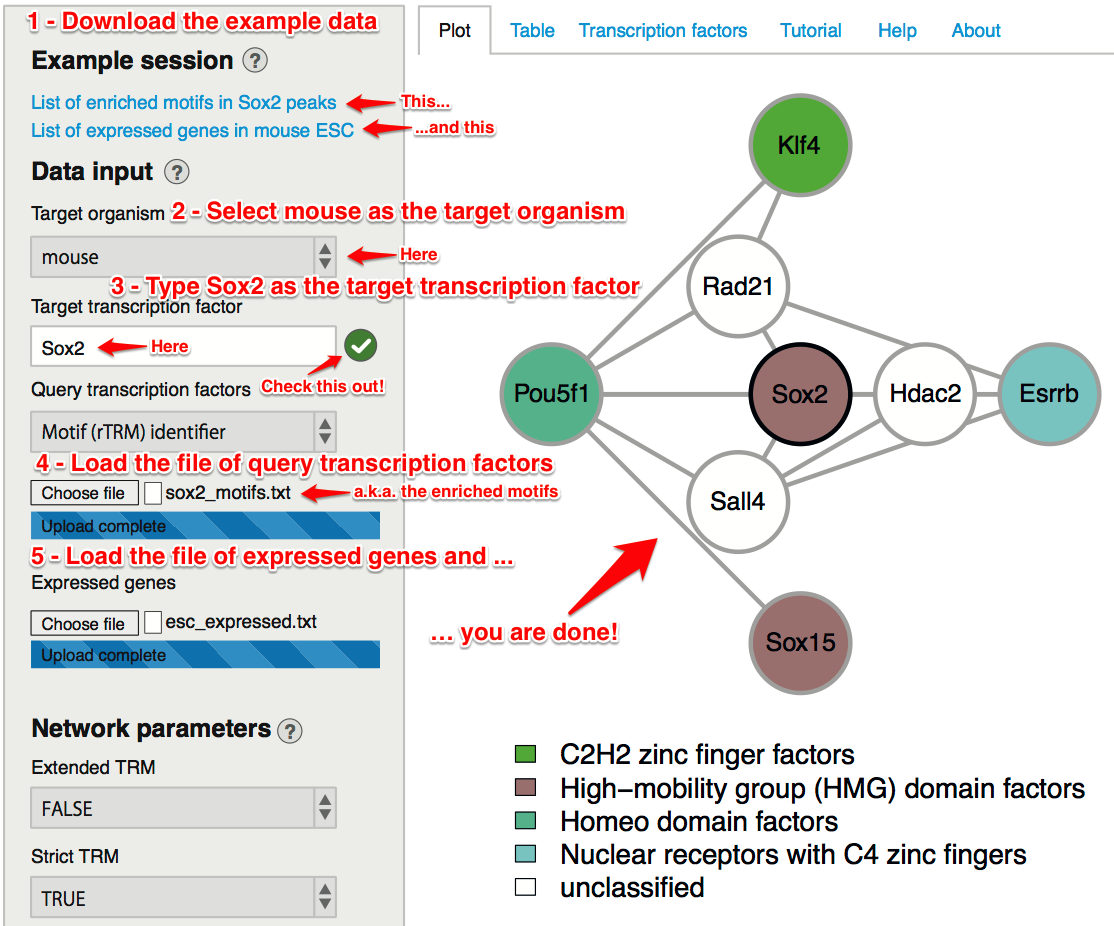 1 - Download the example data
Example session ?
List of enriched motifs in Sox2 peaks This...
List of expressed genes in mouse ESC ...and this
Data input ?
Target organism 2 - Select mouse as the target organism
mouse Here
3 - Type Sox2 as the target transcription factor
Target transcription factor
Sox2 Here
Query transcription factors Check this out!
Motif (rTRM) identifier
4 - Load the file of query transcription factors
Choose file sox2_motifs.txt a.k.a. the enriched motifs
Upload complete
5 - Load the file of expressed genes and ...
Expressed genes
Choose file esc_expressed.txt
Upload complete
... you are done!
Network parameters ?
Extended TRM
FALSE
Strict TRM
TRUE
Plot Table Transcription factors Tutorial Help About
Klf4
Rad21
Pou5f1 Sox2 Hdac2 Esrrb
Sall4
Sox15
C2H2 zinc finger factors
High−mobility group (HMG) domain factors
Homeo domain factors
Nuclear receptors with C4 zinc fingers
unclassified